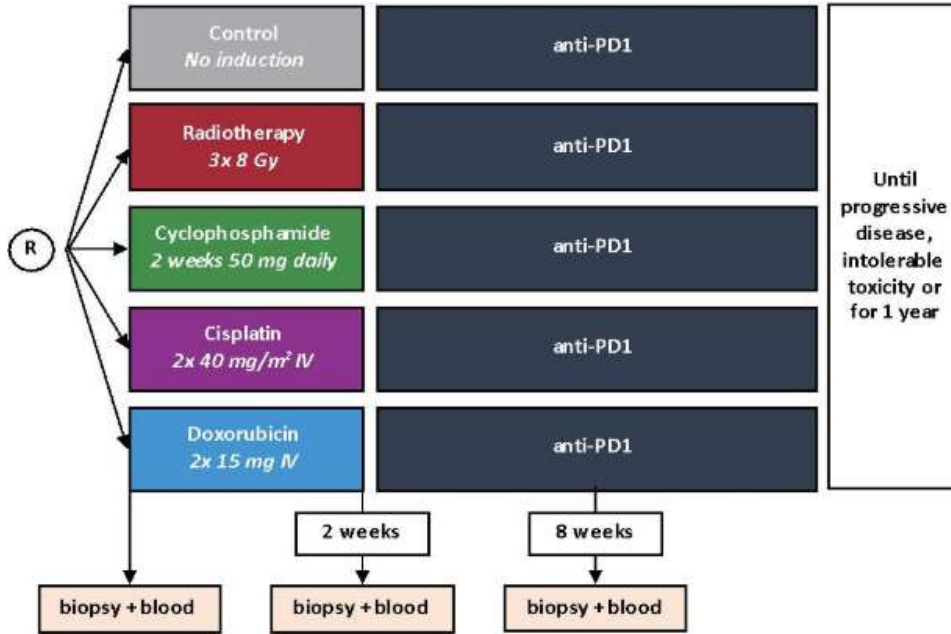 Control
No induction
anti-PD1
Radiotherapy
3x 8 Gy
anti-PD1
Cyclophosphamide
2 weeks 50 mg daily
anti-PD1
Cisplatin
2x 40 mg/m² IV
anti-PD1
Doxorubicin
2x 15 mg IV
anti-PD1
R
Until
progressive
disease,
intolerable
toxicity or
for 1 year
2 weeks
8 weeks
biopsy + blood
biopsy + blood
biopsy + blood